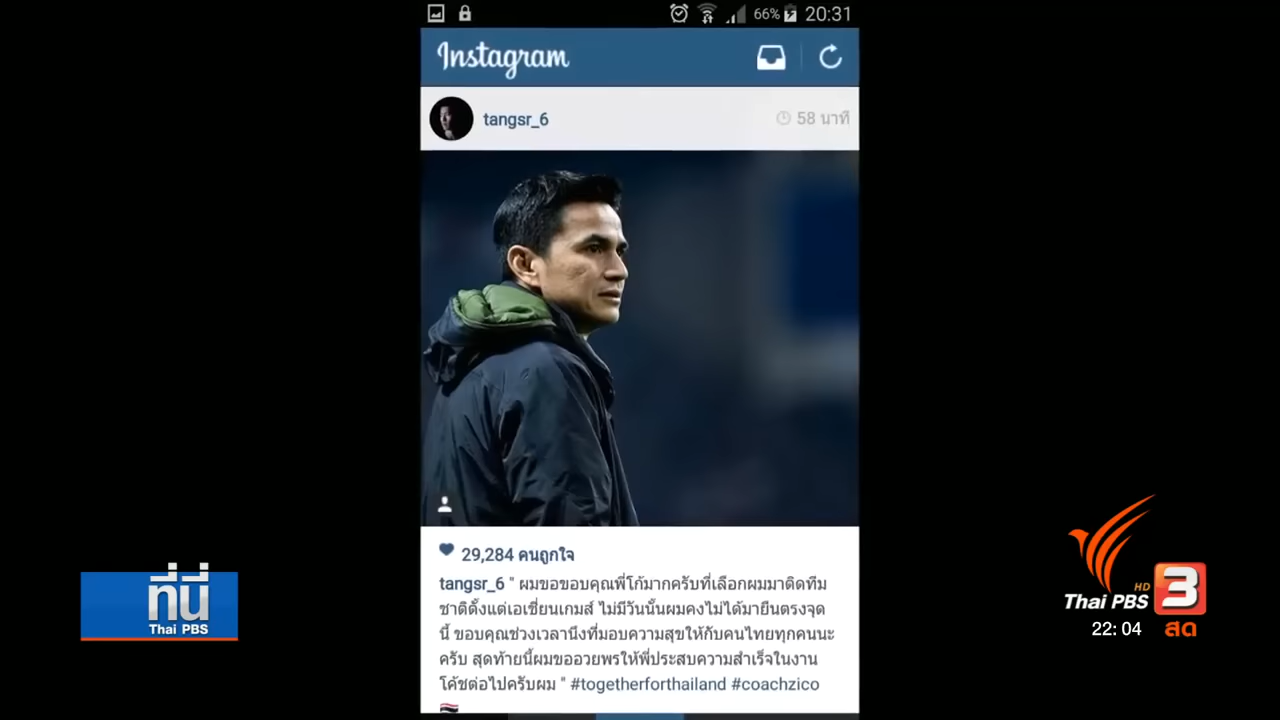 66% 20:31
Instagram
tangsr_6 58 นาที
29,284 คนถูกใจ
tangsr_6 " ผมขอขอบคุณพี่โก้มากครับที่เลือกผมมาติดทีม
ชาติตั้งแต่เอเชี่ยนเกมส์ ไม่มีวันนั้นผมคงไม่ได้มายืนตรงจุด
นี้ ขอบคุณช่วงเวลานึงที่มอบความสุขให้กับคนไทยทุกคนนะ
ครับ สุดท้ายนี้ผมขออวยพรให้พี่ประสบความสำเร็จในงาน
โค้ชต่อไปครับผม " #togetherforthailand #coachzico
ที่นี่
Thai PBS
Thai PBS HD 3
22:04 สด